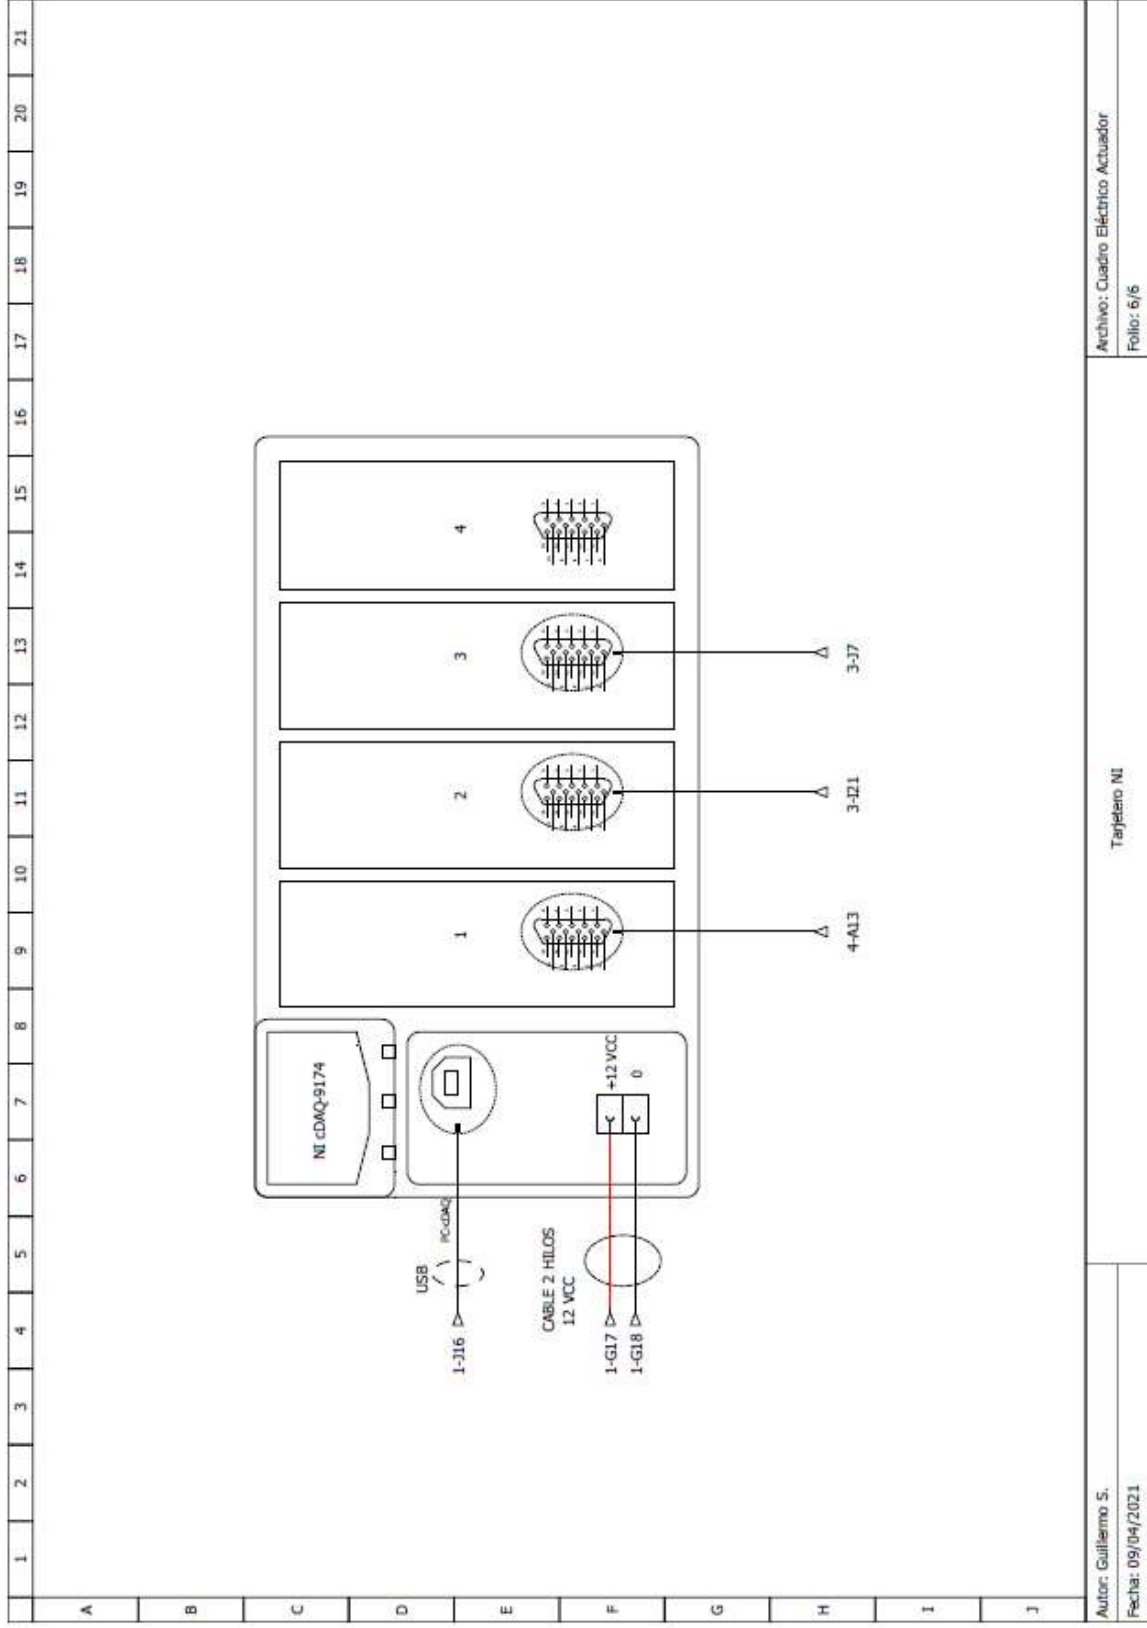 1 2 3 4 5 6 7 8 9 10 11 12 13 14 15 16 17 18 19 20 21
A
B
C
D
E
F
G
H
I
J
NI cDAQ-9174
1
2
3
4
USB
PC-cDAQ
1-J16
CABLE 2 HILOS
12 VCC
+12 VCC
0
1-G17
1-G18
4-A13
3-I21
3-J7
Autor: Guillermo S.
Fecha: 09/04/2021
Tarjetero NI
Archivo: Cuadro Eléctrico Actuador
Folio: 6/6